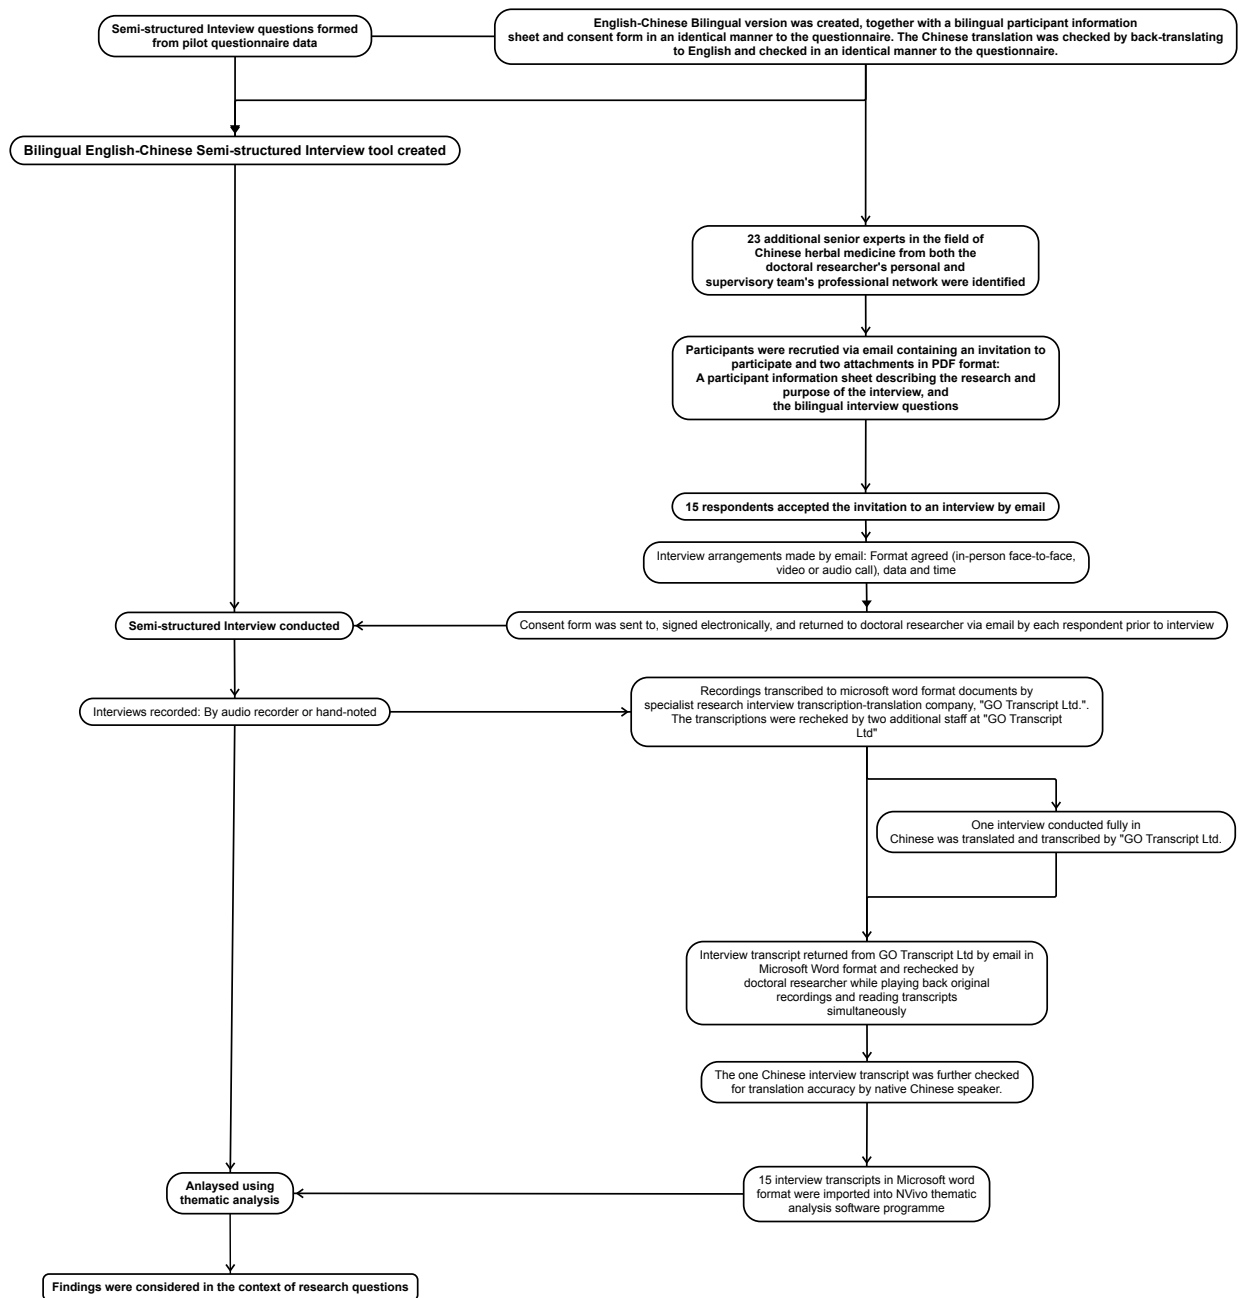 Semi-structured Inteview questions formed
from pilot questionnaire data
English-Chinese Bilingual version was created, together with a bilingual participant information
sheet and consent form in an identical manner to the questionnaire. The Chinese translation was checked by back-translating
to English and checked in an identical manner to the questionnaire.
Bilingual English-Chinese Semi-structured Interview tool created
23 additional senior experts in the field of
Chinese herbal medicine from both the
doctoral researcher's personal and
supervisory team's professional network were identified
Participants were recrutied via email containing an invitation to
participate and two attachments in PDF format:
A participant information sheet describing the research and
purpose of the interview, and
the bilingual interview questions
15 respondents accepted the invitation to an interview by email
Interview arrangements made by email: Format agreed (in-person face-to-face,
video or audio call), data and time
Semi-structured Interview conducted
Consent form was sent to, signed electronically, and returned to doctoral researcher via email by each respondent prior to interview
Interviews recorded: By audio recorder or hand-noted
Recordings transcribed to microsoft word format documents by
specialist research interview transcription-translation company, "GO Transcript Ltd.".
The transcriptions were recheked by two additional staff at "GO Transcript
Ltd"
One interview conducted fully in
Chinese was translated and transcribed by "GO Transcript Ltd.
Interview transcript returned from GO Transcript Ltd by email in
Microsoft Word format and rechecked by
doctoral researcher while playing back original
recordings and reading transcripts
simultaneously
The one Chinese interview transcript was further checked
for translation accuracy by native Chinese speaker.
Anlaysed using
thematic analysis
15 interview transcripts in Microsoft word
format were imported into NVivo thematic
analysis software programme
Findings were considered in the context of research questions